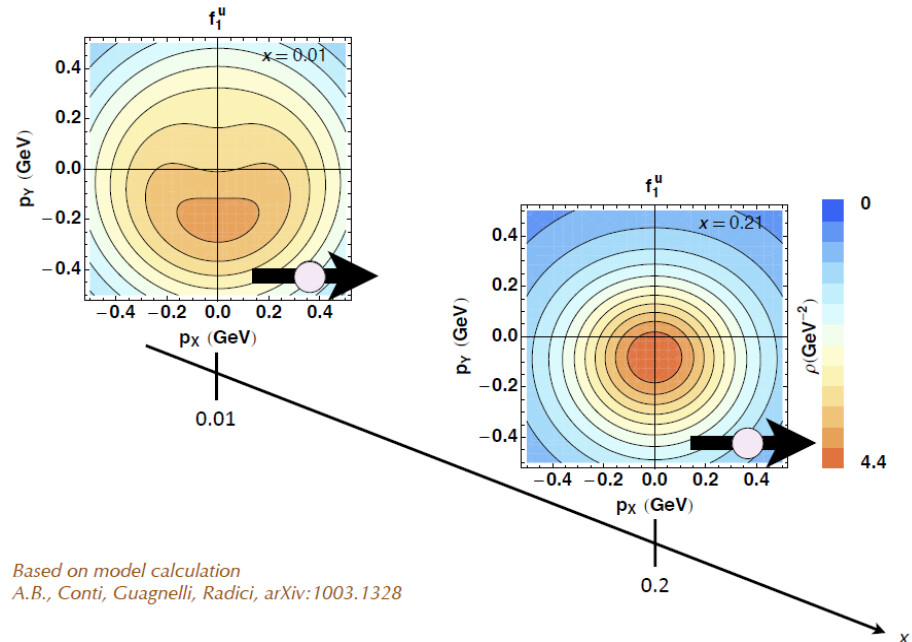 f₁ᵘ
x = 0.01
0.4
0.2
0.0
−0.2
−0.4
pY (GeV)
−0.4 −0.2 0.0 0.2 0.4
pX (GeV)
0.01
f₁ᵘ
x = 0.21
0.4
0.2
0.0
−0.2
−0.4
pY (GeV)
−0.4 −0.2 0.0 0.2 0.4
pX (GeV)
0
ρ(GeV⁻²)
4.4
0.2
x
Based on model calculation
A.B., Conti, Guagnelli, Radici, arXiv:1003.1328